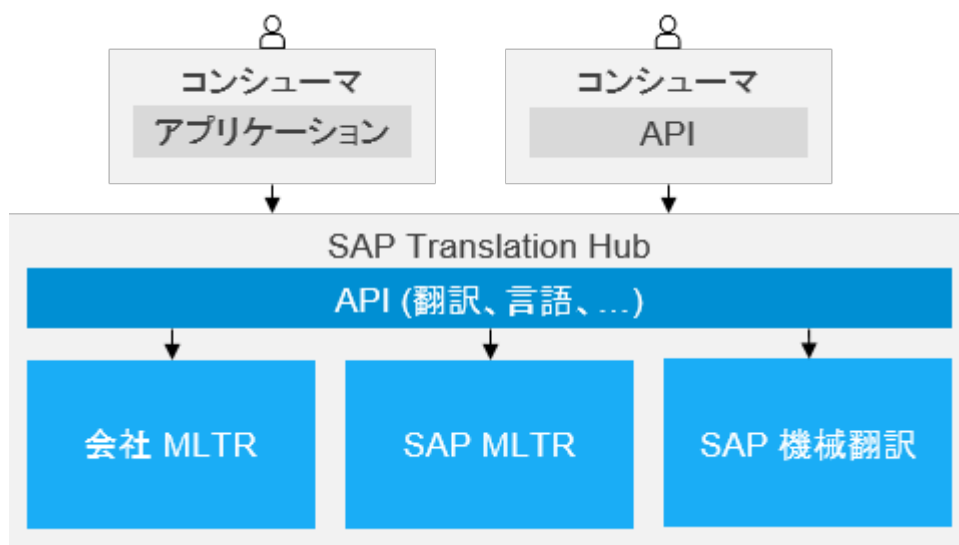 コンシューマ
アプリケーション
コンシューマ
API
SAP Translation Hub
API (翻訳、言語、...)
会社 MLTR
SAP MLTR
SAP 機械翻訳